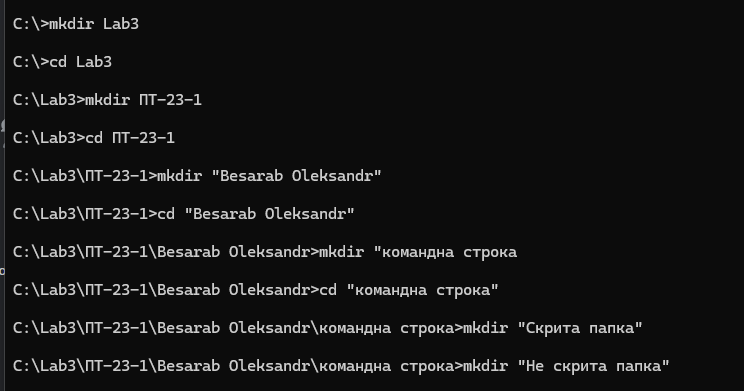 C:\>mkdir Lab3
C:\>cd Lab3
C:\Lab3>mkdir ПТ-23-1
C:\Lab3>cd ПТ-23-1
C:\Lab3\ПТ-23-1>mkdir "Besarab Oleksandr"
C:\Lab3\ПТ-23-1>cd "Besarab Oleksandr"
C:\Lab3\ПТ-23-1\Besarab Oleksandr>mkdir "командна строка
C:\Lab3\ПТ-23-1\Besarab Oleksandr>cd "командна строка"
C:\Lab3\ПТ-23-1\Besarab Oleksandr\командна строка>mkdir "Скрита папка"
C:\Lab3\ПТ-23-1\Besarab Oleksandr\командна строка>mkdir "Не скрита папка"